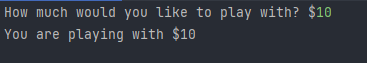 How much would you like to play with? $10
You are playing with $10